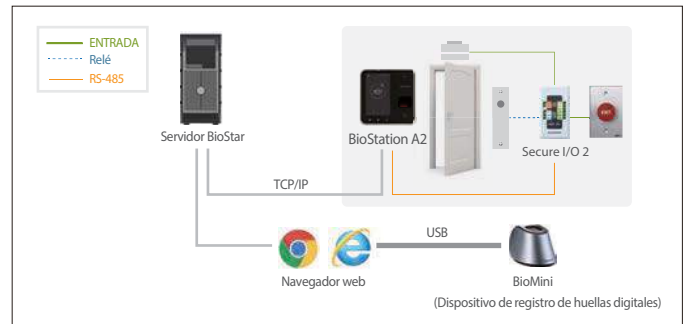 ENTRADA
Relé
RS-485
Servidor BioStar
BioStation A2
Secure I/O 2
TCP/IP
USB
Navegador web
BioMini
(Dispositivo de registro de huellas digitales)